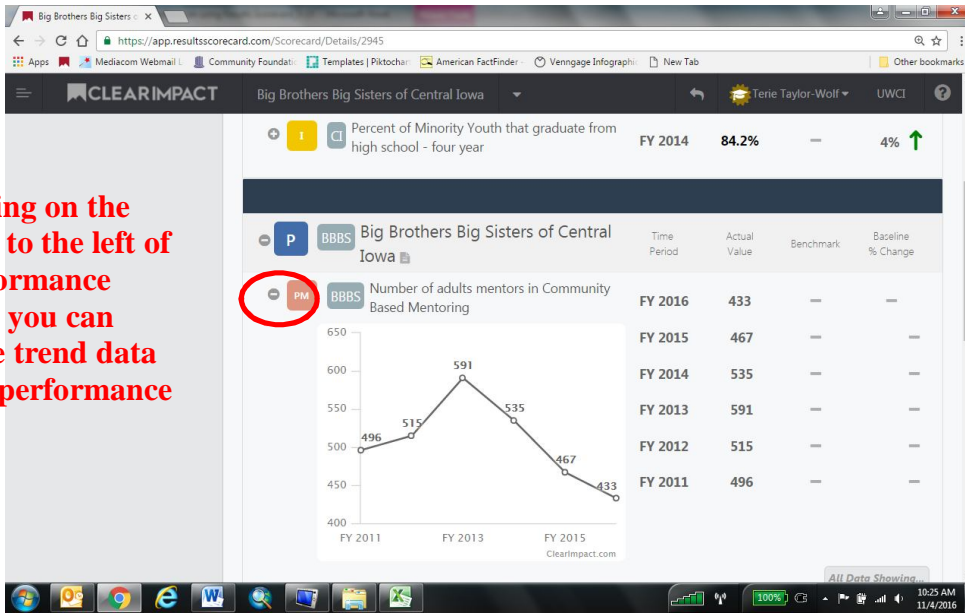 Big Brothers Big Sisters o
https://app.resultsscorecard.com/Scorecard/Details/2945
Apps Mediacom Webmail L Community Foundatio Templates | Piktochar American FactFinder - Venngage Infographi New Tab Other bookmarks
CLEARIMPACT Big Brothers Big Sisters of Central Iowa Terie Taylor-Wolf UWCI ?
I CI Percent of Minority Youth that graduate from
high school - four year FY 2014 84.2% — 4%
ing on the
to the left of
ormance
you can
e trend data
performance
P BBBS Big Brothers Big Sisters of Central
Iowa
Time
Period
Actual
Value
Benchmark
Baseline
% Change
PM BBBS Number of adults mentors in Community
Based Mentoring
FY 2016 433 — —
FY 2015 467 — —
FY 2014 535 — —
FY 2013 591 — —
FY 2012 515 — —
FY 2011 496 — —
650
600
550
500
450
400
496
515
591
535
467
433
FY 2011 FY 2013 FY 2015
ClearImpact.com
All Data Showing...
100%
10:25 AM
11/4/2016